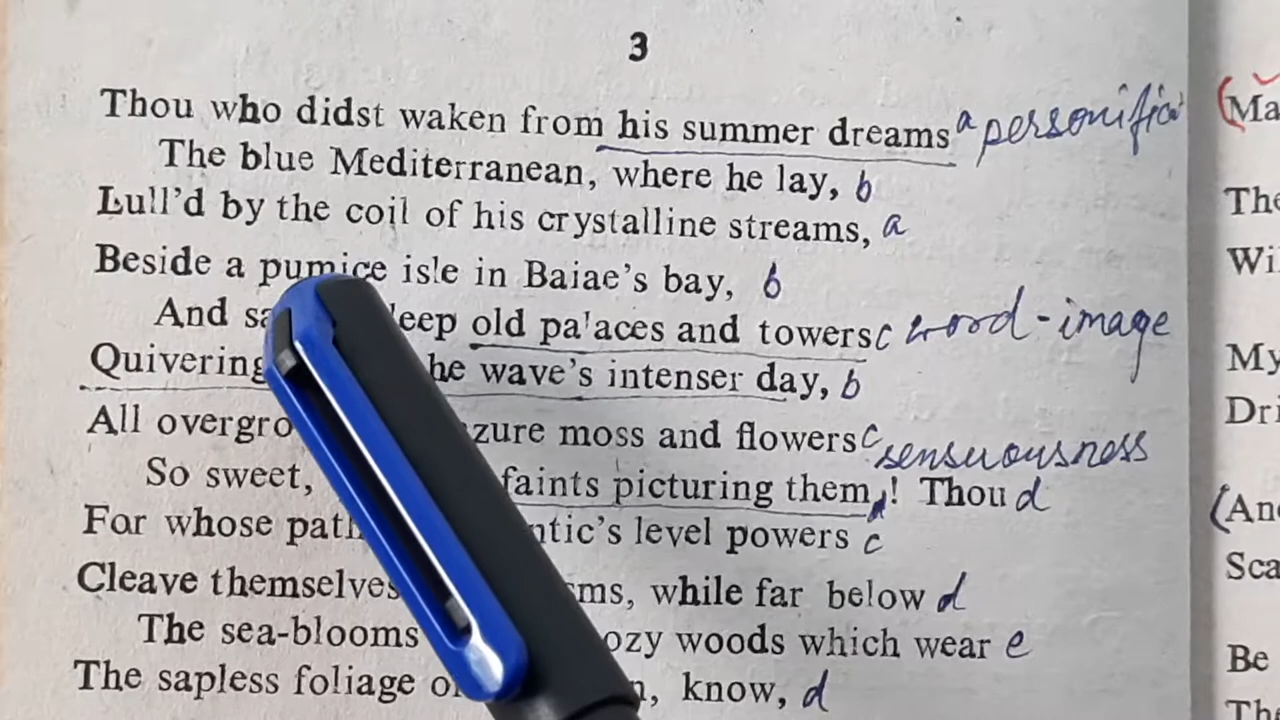 3
Thou who didst waken from his summer dreams a personifica
The blue Mediterranean, where he lay, b
Lull'd by the coil of his crystalline streams, a
Beside a pumice isle in Baiae's bay, b
And sa leep old pa'aces and towers c word-image
Quivering he wave's intenser day, b
All overgro zure moss and flowers c sensuousness
So sweet, faints picturing them ! Thou d
For whose path ntic's level powers c
Cleave themselves ms, while far below d
The sea-blooms ozy woods which wear e
The sapless foliage o n, know, d
(Ma
The
Wi
My
Dri
(And
Sca
Be
The